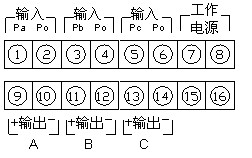 输入 输入 输入 工作
Pa Po Pb Po Pc Po 电源
① ② ③ ④ ⑤ ⑥ ⑦ ⑧
⑨ ⑩ ⑪ ⑫ ⑬ ⑭ ⑮ ⑯
+输出- +输出- +输出-
A B C